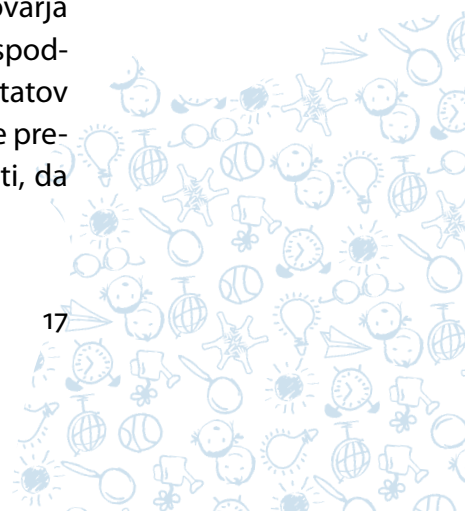 ovarja
spod-
tatov
e pre-
ti, da
17